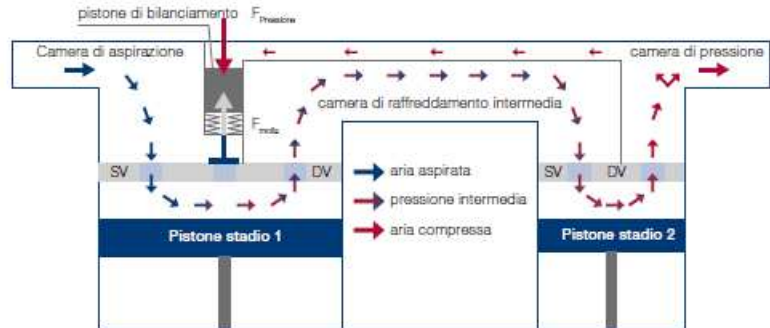 pistone di bilanciamento
F Pressione
Camera di aspirazione
camera di pressione
camera di raffreddamento intermedia
F molla
SV
DV
SV
DV
aria aspirata
pressione intermedia
aria compressa
Pistone stadio 1
Pistone stadio 2